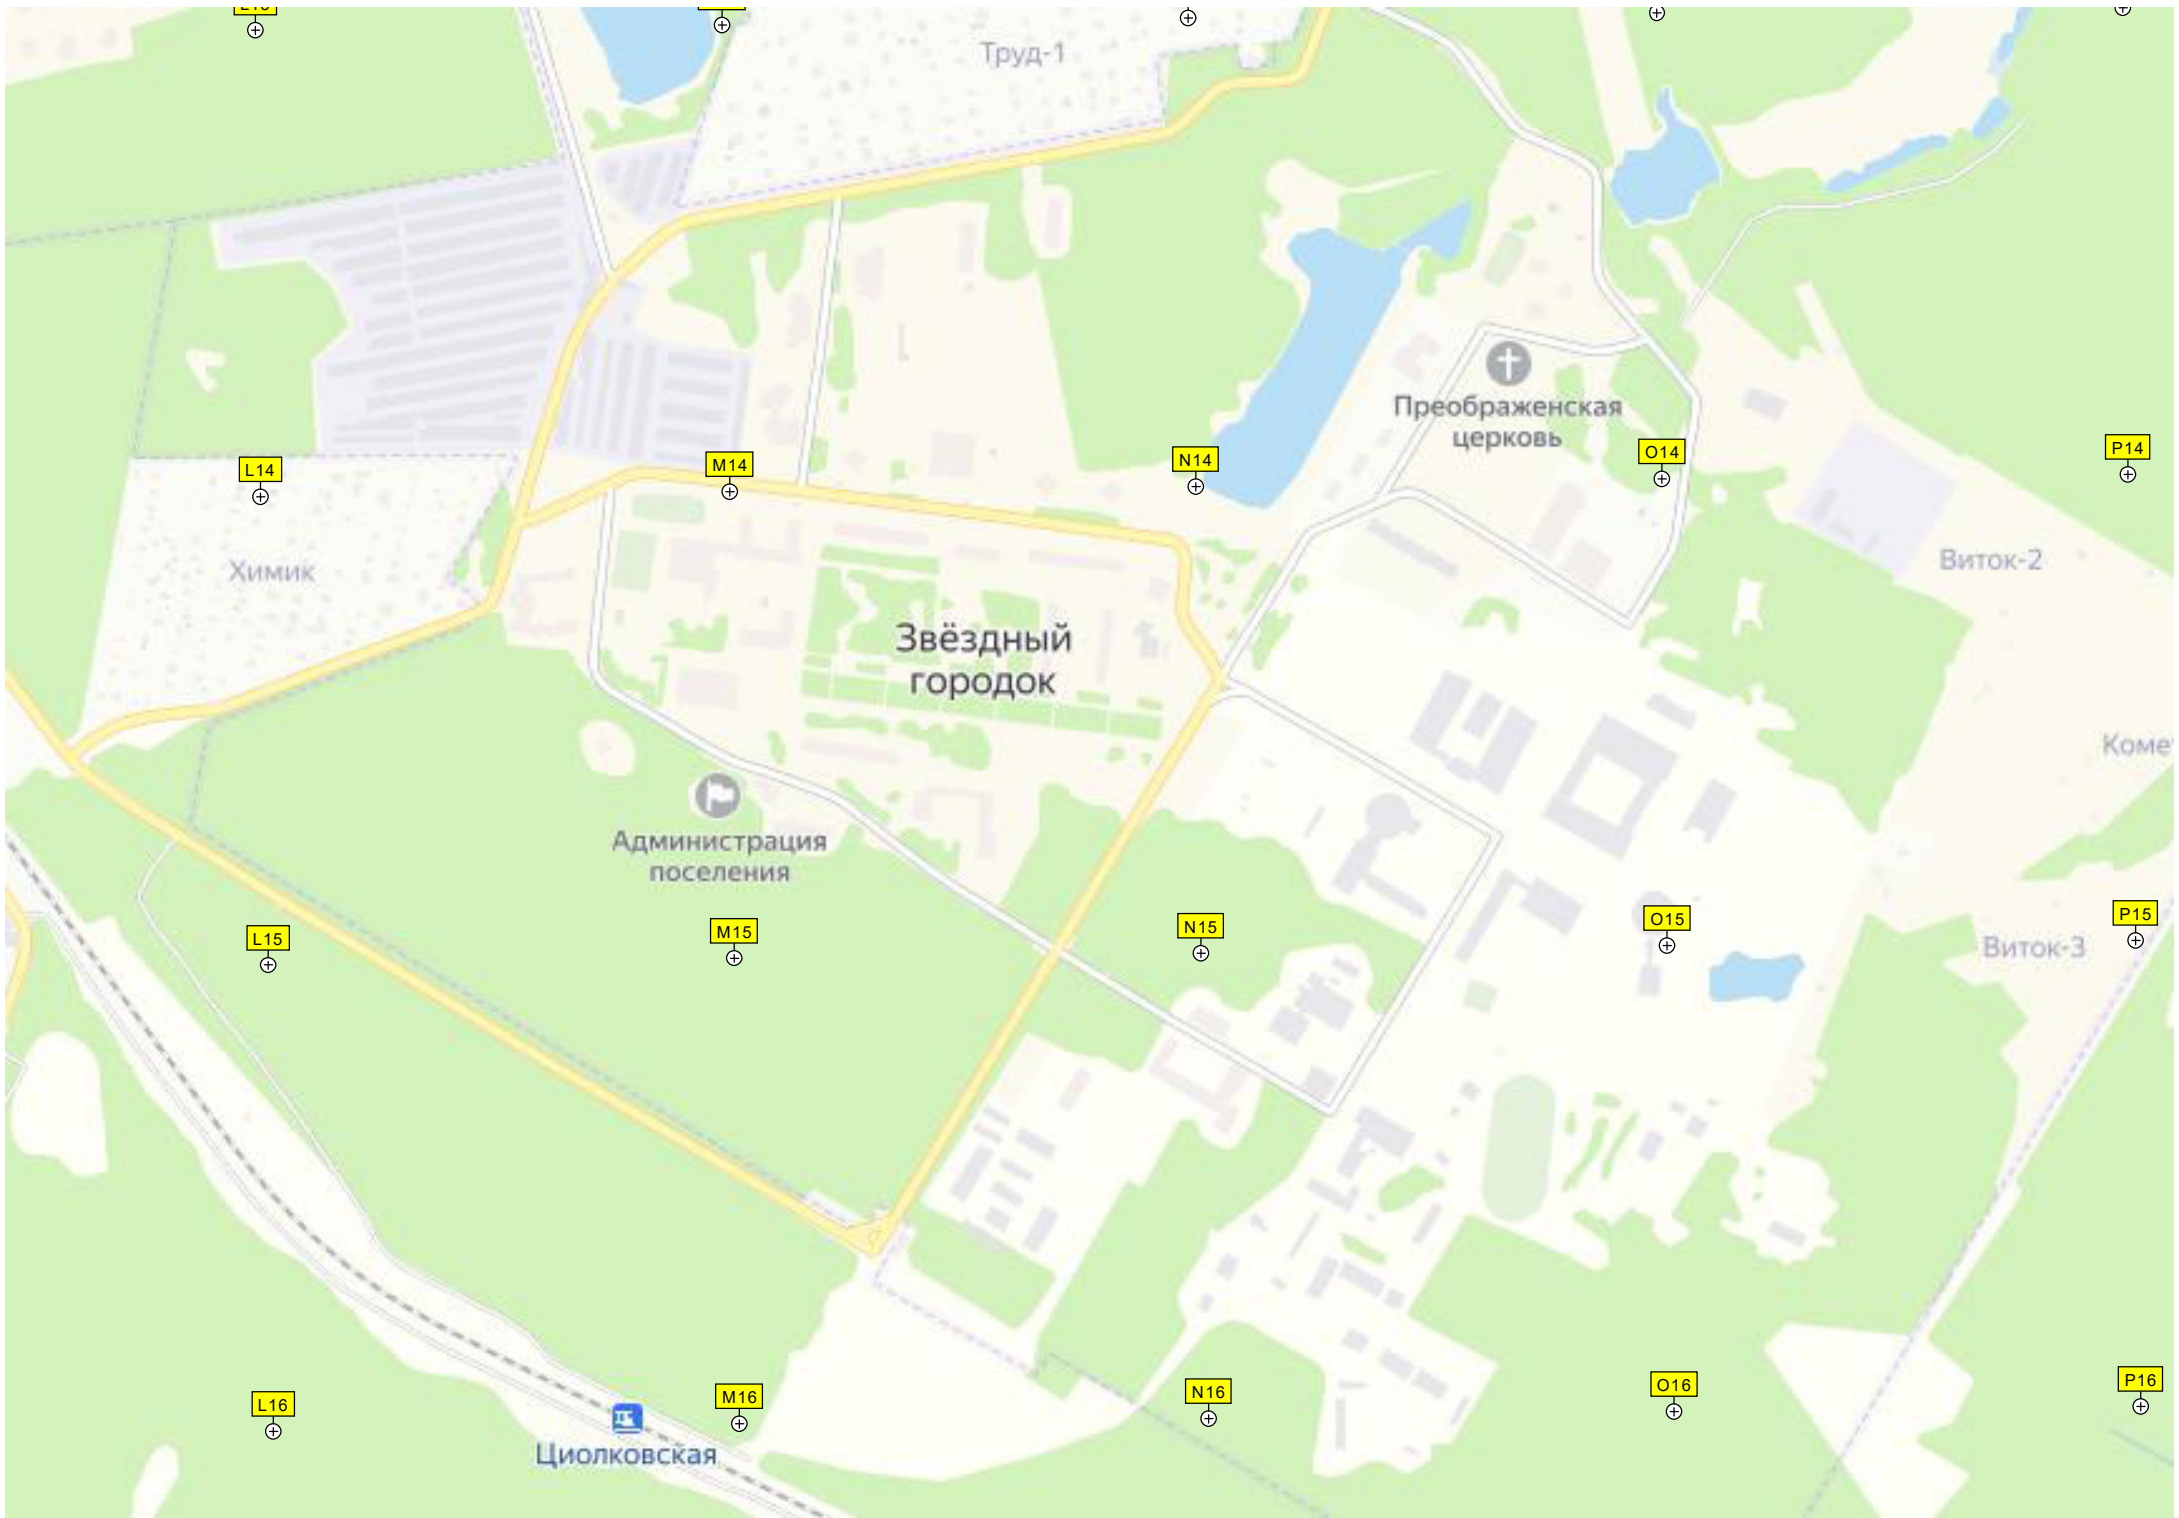 Труд-1
Преображенская
церковь
L14
M14
N14
O14
P14
Химик
Виток-2
Звёздный
городок
Администрация
поселения
L15
M15
N15
O15
P15
Виток-3
L16
M16
N16
O16
P16
Циолковская